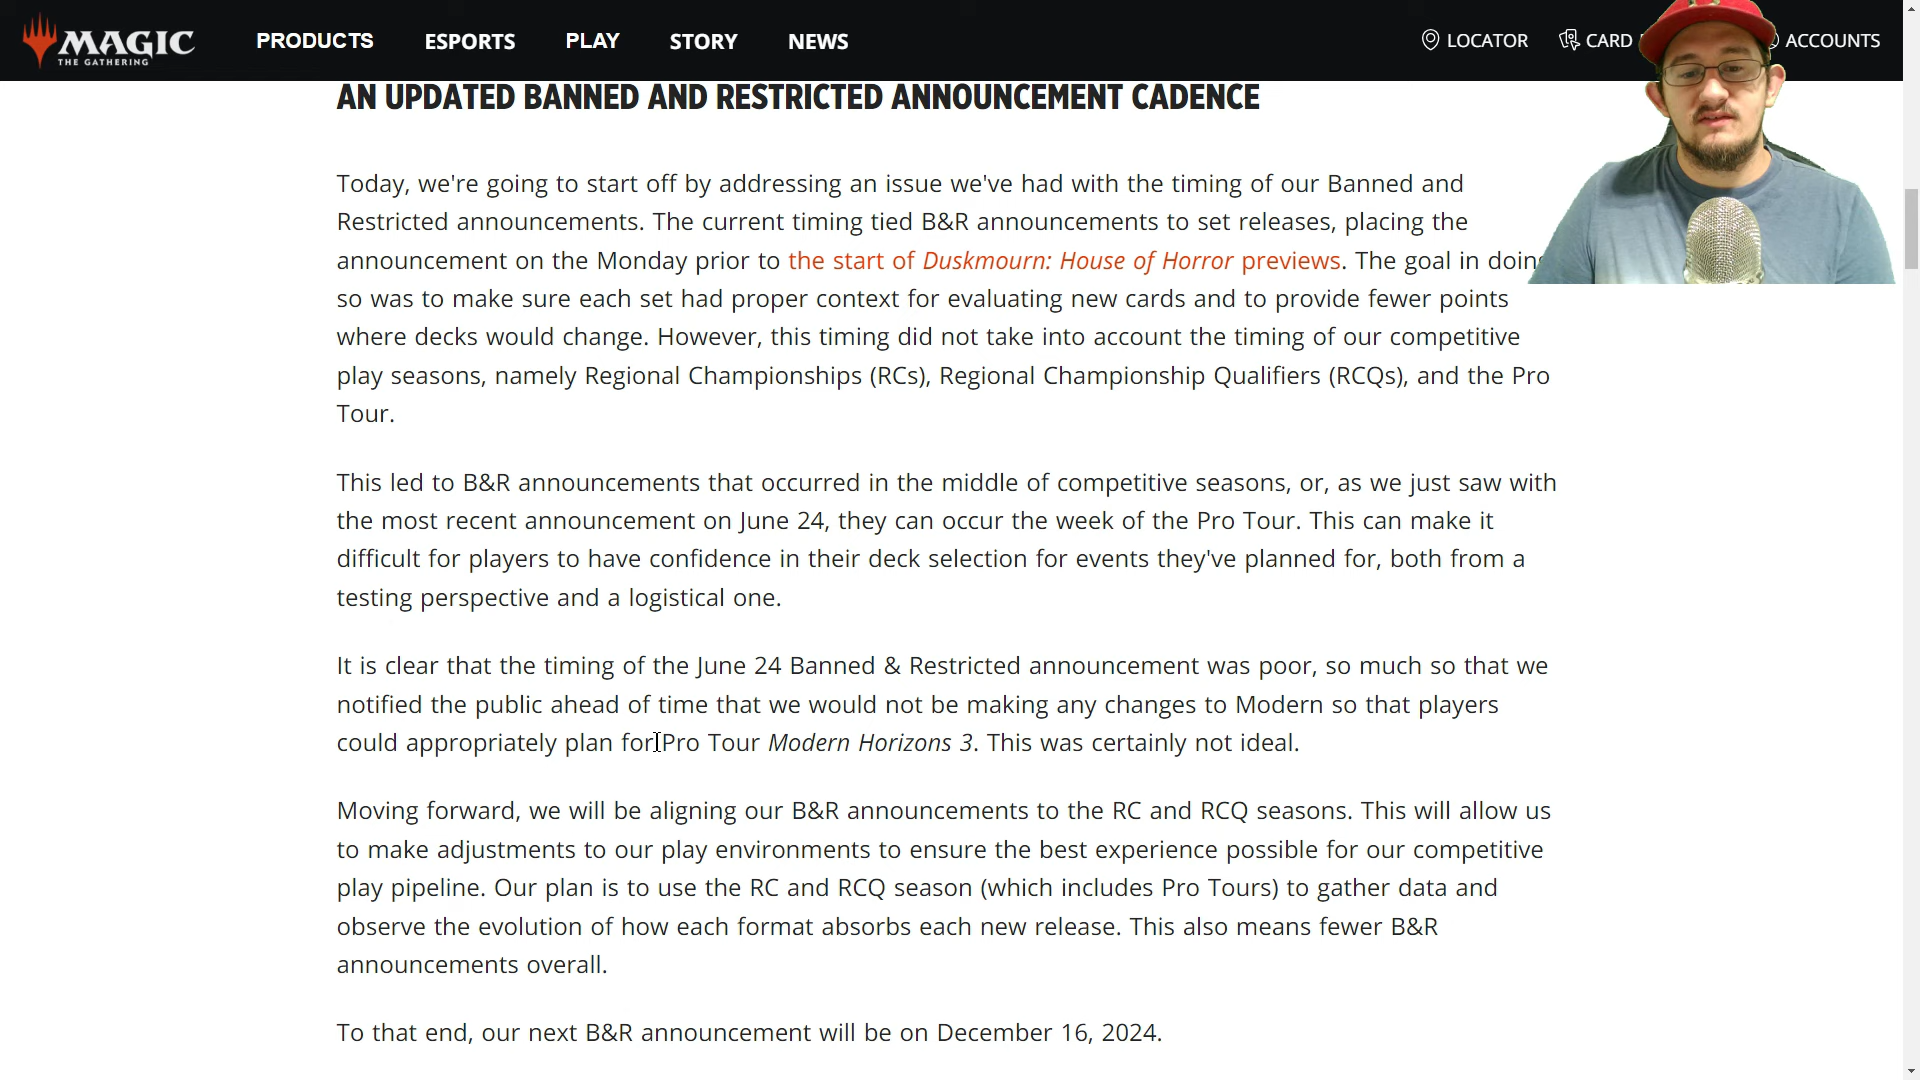 MAGIC
THE GATHERING
PRODUCTS
ESPORTS
PLAY
STORY
NEWS
LOCATOR
CARD
ACCOUNTS
AN UPDATED BANNED AND RESTRICTED ANNOUNCEMENT CADENCE
Today, we're going to start off by addressing an issue we've had with the timing of our Banned and
Restricted announcements. The current timing tied B&R announcements to set releases, placing the
announcement on the Monday prior to the start of Duskmourn: House of Horror previews. The goal in doing
so was to make sure each set had proper context for evaluating new cards and to provide fewer points
where decks would change. However, this timing did not take into account the timing of our competitive
play seasons, namely Regional Championships (RCs), Regional Championship Qualifiers (RCQs), and the Pro
Tour.
This led to B&R announcements that occurred in the middle of competitive seasons, or, as we just saw with
the most recent announcement on June 24, they can occur the week of the Pro Tour. This can make it
difficult for players to have confidence in their deck selection for events they've planned for, both from a
testing perspective and a logistical one.
It is clear that the timing of the June 24 Banned & Restricted announcement was poor, so much so that we
notified the public ahead of time that we would not be making any changes to Modern so that players
could appropriately plan for Pro Tour Modern Horizons 3. This was certainly not ideal.
Moving forward, we will be aligning our B&R announcements to the RC and RCQ seasons. This will allow us
to make adjustments to our play environments to ensure the best experience possible for our competitive
play pipeline. Our plan is to use the RC and RCQ season (which includes Pro Tours) to gather data and
observe the evolution of how each format absorbs each new release. This also means fewer B&R
announcements overall.
To that end, our next B&R announcement will be on December 16, 2024.